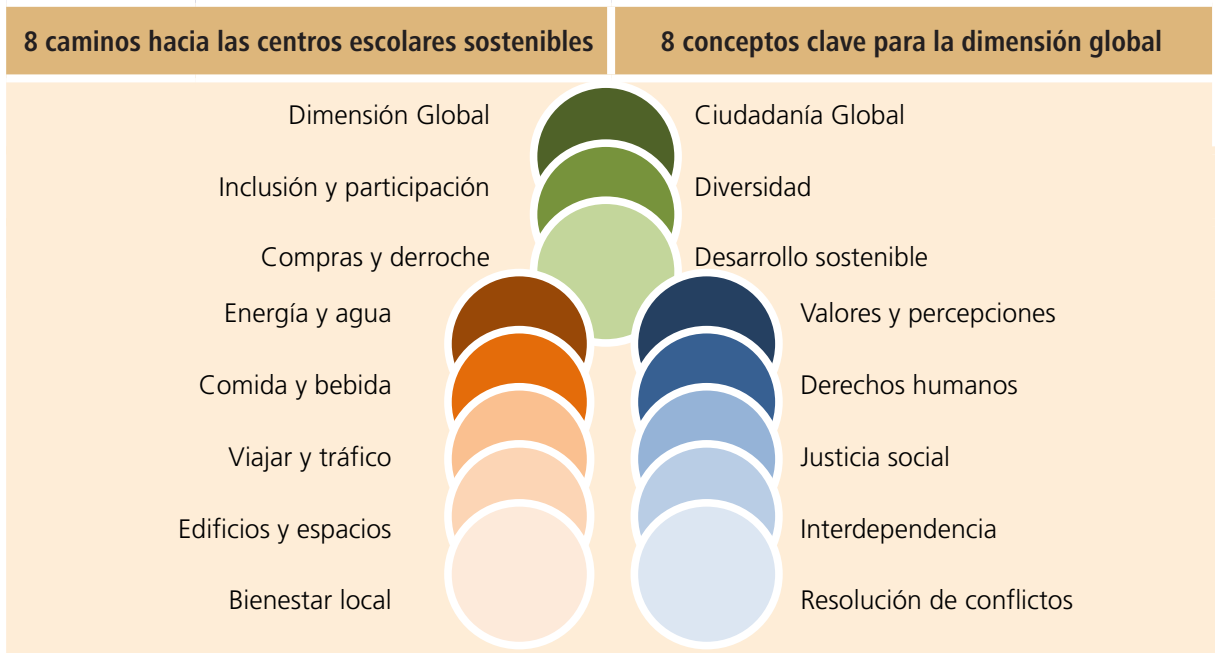 8 caminos hacia las centros escolares sostenibles
8 conceptos clave para la dimensión global
Dimensión Global
Ciudadanía Global
Inclusión y participación
Diversidad
Compras y derroche
Desarrollo sostenible
Energía y agua
Valores y percepciones
Comida y bebida
Derechos humanos
Viajar y tráfico
Justicia social
Edificios y espacios
Interdependencia
Bienestar local
Resolución de conflictos